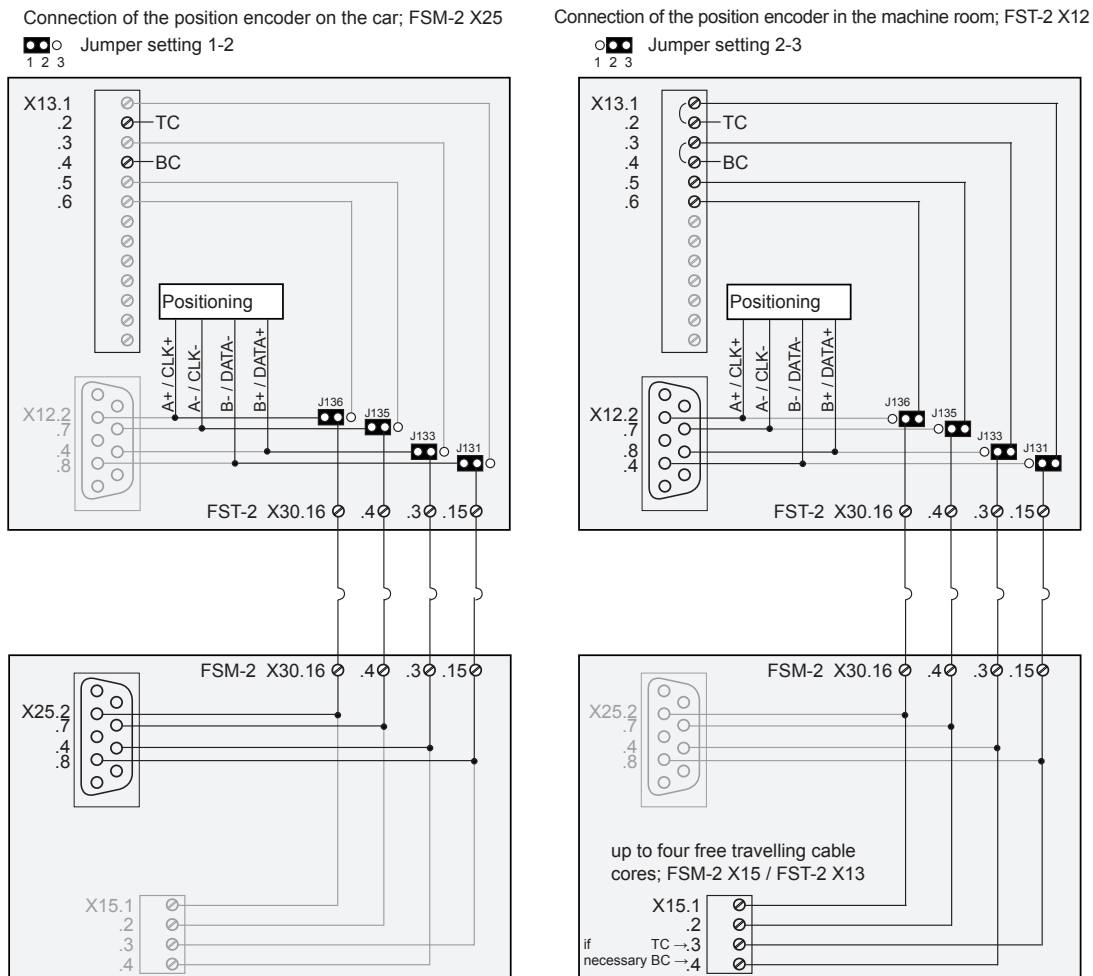 Connection of the position encoder on the car; FSM-2 X25
Jumper setting 1-2
1 2 3
X13.1
.2 TC
.3
.4 BC
.5
.6
Positioning
A+ / CLK+
A- / CLK-
B- / DATA-
B+ / DATA+
J136
J135
J133
J131
X12.2
.7
.4
.8
FST-2 X30.16 .4 .3 .15
FSM-2 X30.16 .4 .3 .15
X25.2
.7
.4
.8
X15.1
.2
.3
.4
Connection of the position encoder in the machine room; FST-2 X12
Jumper setting 2-3
1 2 3
X13.1
.2 TC
.3
.4 BC
.5
.6
Positioning
A+ / CLK+
A- / CLK-
B- / DATA-
B+ / DATA+
J136
J135
J133
J131
X12.2
.7
.8
.4
FST-2 X30.16 .4 .3 .15
FSM-2 X30.16 .4 .3 .15
X25.2
.7
.4
.8
up to four free travelling cable
cores; FSM-2 X15 / FST-2 X13
X15.1
.2
if TC →.3
necessary BC →.4